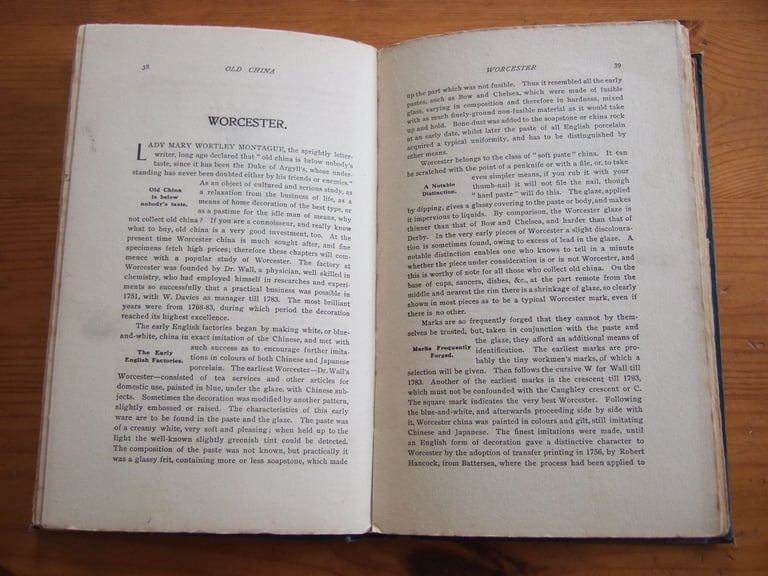 38
OLD CHINA
WORCESTER.
LADY MARY WORTLEY MONTAGUE, the sprightly letter-
writer, long ago declared that "old china is below nobody's
taste, since it has been the Duke of Argyll's, whose under-
standing has never been doubted either by his friends or enemies."
Old China
is below
nobody's taste.
As an object of cultured and serious study, as
a relaxation from the business of life, as a
means of home decoration of the best type, or
as a pastime for the idle man of means, why
not collect old china? If you are a connoisseur, and really know
what to buy, old china is a very good investment, too. At the
present time Worcester china is much sought after, and fine
specimens fetch high prices; therefore these chapters will com-
mence with a popular study of Worcester. The factory at
Worcester was founded by Dr. Wall, a physician, well skilled in
chemistry, who had employed himself in researches and experi-
ments so successfully that a practical business was possible in
1751, with W. Davies as manager till 1783. The most brilliant
years were from 1768-83, during which period the decoration
reached its highest excellence.
The early English factories began by making white, or blue-
and-white, china in exact imitation of the Chinese, and met with
The Early
English Factories.
such success as to encourage further imita-
tions in colours of both Chinese and Japanese
porcelain. The earliest Worcester—Dr. Wall's
Worcester—consisted of tea services and other articles for
domestic use, painted in blue, under the glaze, with Chinese sub-
jects. Sometimes the decoration was modified by another pattern,
slightly embossed or raised. The characteristics of this early
ware are to be found in the paste and the glaze. The paste was
of a creamy white, very soft and pleasing; when held up to the
light the well-known slightly greenish tint could be detected.
The composition of the paste was not known, but practically it
was a glassy frit, containing more or less soapstone, which made
WORCESTER
39
up the part which was not fusible. Thus it resembled all the early
pastes, such as Bow and Chelsea, which were made of fusible
glass, varying in composition and therefore in hardness, mixed
with as much finely-ground non-fusible material as it would take
up and hold. Bone-dust was added to the soapstone or china rock
at an early date, whilst later the paste of all English porcelain
acquired a typical uniformity, and has to be distinguished by
other means.
Worcester belongs to the class of "soft paste" china. It can
be scratched with the point of a penknife or with a file, or, to take
A Notable
Distinction.
even simpler means, if you rub it with your
thumb-nail it will not file the nail, though
"hard paste" will do this. The glaze, applied
by dipping, gives a glassy covering to the paste or body, and makes
it impervious to liquids. By comparison, the Worcester glaze is
thinner than that of Bow and Chelsea, and harder than that of
Derby. In the very early pieces of Worcester a slight discoloura-
tion is sometimes found, owing to excess of lead in the glaze. A
notable distinction enables one who knows to tell in a minute
whether the piece under consideration is or is not Worcester, and
this is worthy of note for all those who collect old china. On the
base of cups, saucers, dishes, &c., at the part remote from the
middle and nearest the rim there is a shrinkage of glaze, so clearly
shown in most pieces as to be a typical Worcester mark, even if
there is no other.
Marks are so frequently forged that they cannot by them-
selves be trusted, but, taken in conjunction with the paste and
Marks Frequently
Forged.
the glaze, they afford an additional means of
identification. The earliest marks are pro-
bably the tiny workmen's marks, of which a
selection will be given. Then follows the cursive W for Wall till
1783. Another of the earliest marks is the crescent till 1793,
which must not be confounded with the Caughley crescent or C.
The square mark indicates the very best Worcester. Following
the blue-and-white, and afterwards proceeding side by side with
it, Worcester china was painted in colours and gilt, still imitating
Chinese and Japanese. The finest imitations were made, until
an English form of decoration gave a distinctive character to
Worcester by the adoption of transfer printing in 1756, by Robert
Hancock, from Battersea, where the process had been applied to